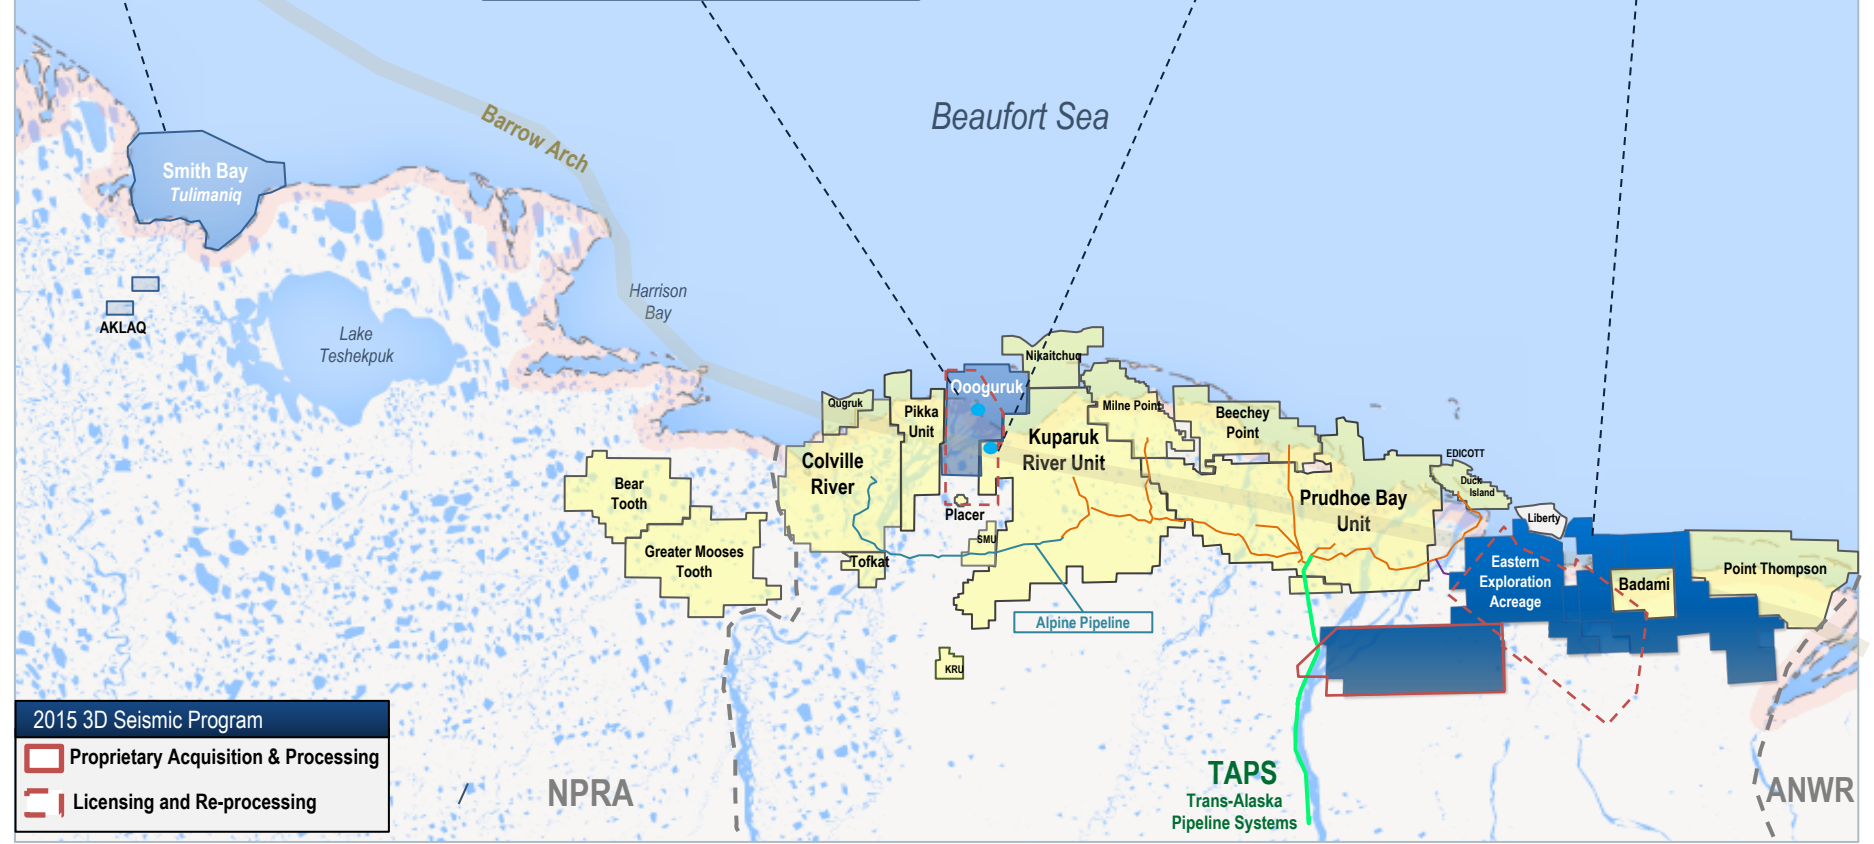 Beaufort Sea
Barrow Arch
Smith Bay
Tulimaniq
AKLAQ
Lake
Teshekpuk
Harrison
Bay
Nikaitchuq
Oooguruk
Qugruk
Pikka
Unit
Milne Point
Beechey
Point
Kuparuk
River Unit
Colville
River
EDICOTT
Duck
Island
Bear
Tooth
Prudhoe Bay
Unit
Placer
Liberty
SMU
Greater Mooses
Tooth
Tofkat
Eastern
Exploration
Acreage
Badami
Point Thompson
Alpine Pipeline
KRU
2015 3D Seismic Program
Proprietary Acquisition & Processing
Licensing and Re-processing
NPRA
TAPS
Trans-Alaska
Pipeline Systems
ANWR